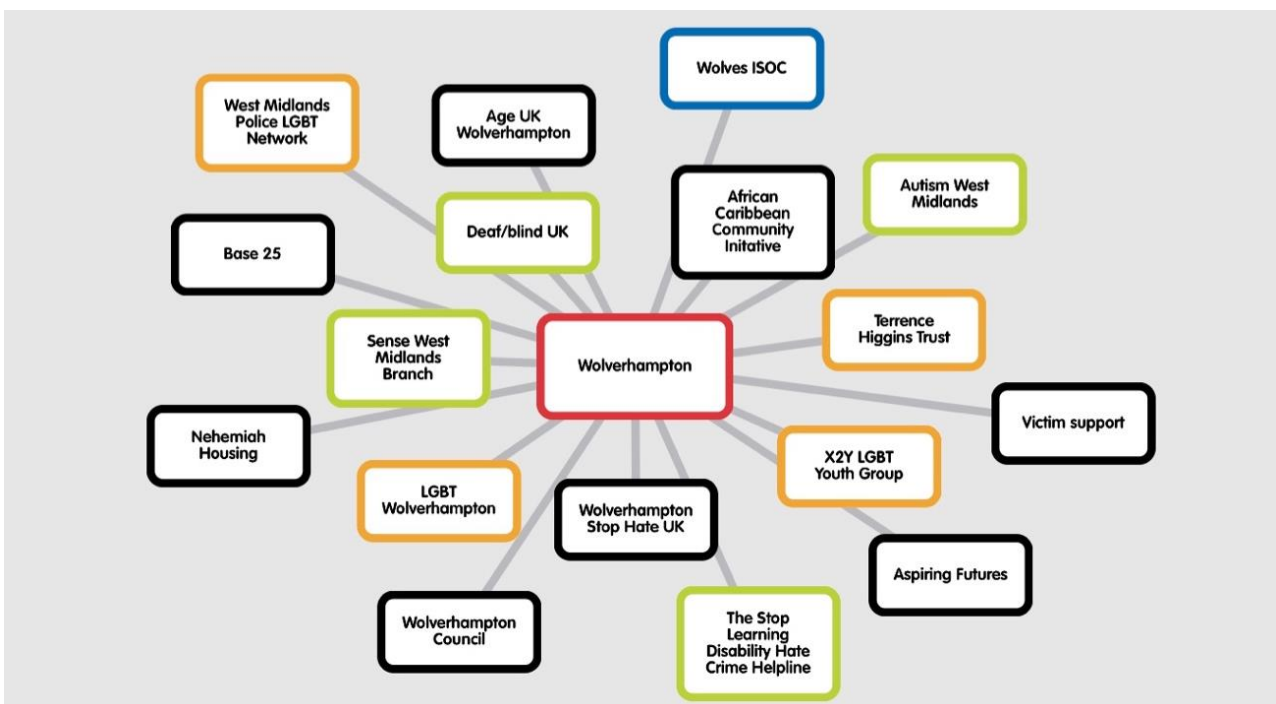 Wolves ISOC
West Midlands
Police LGBT
Network
Age UK
Wolverhampton
African
Caribbean
Community
Initative
Autism West
Midlands
Deaf/blind UK
Base 25
Terrence
Higgins Trust
Sense West
Midlands
Branch
Wolverhampton
Victim support
Nehemiah
Housing
X2Y LGBT
Youth Group
LGBT
Wolverhampton
Wolverhampton
Stop Hate UK
Aspiring Futures
Wolverhampton
Council
The Stop
Learning
Disability Hate
Crime Helpline